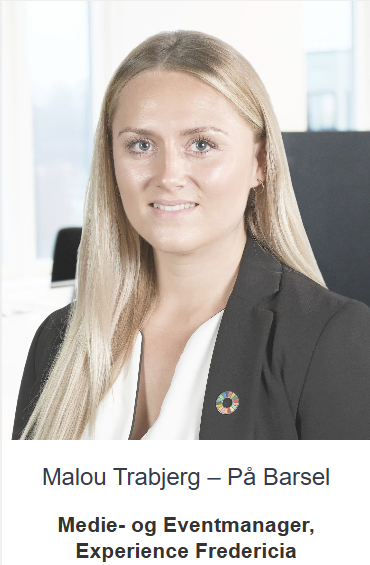 Malou Trabjerg – På Barsel
Medie- og Eventmanager,
Experience Fredericia